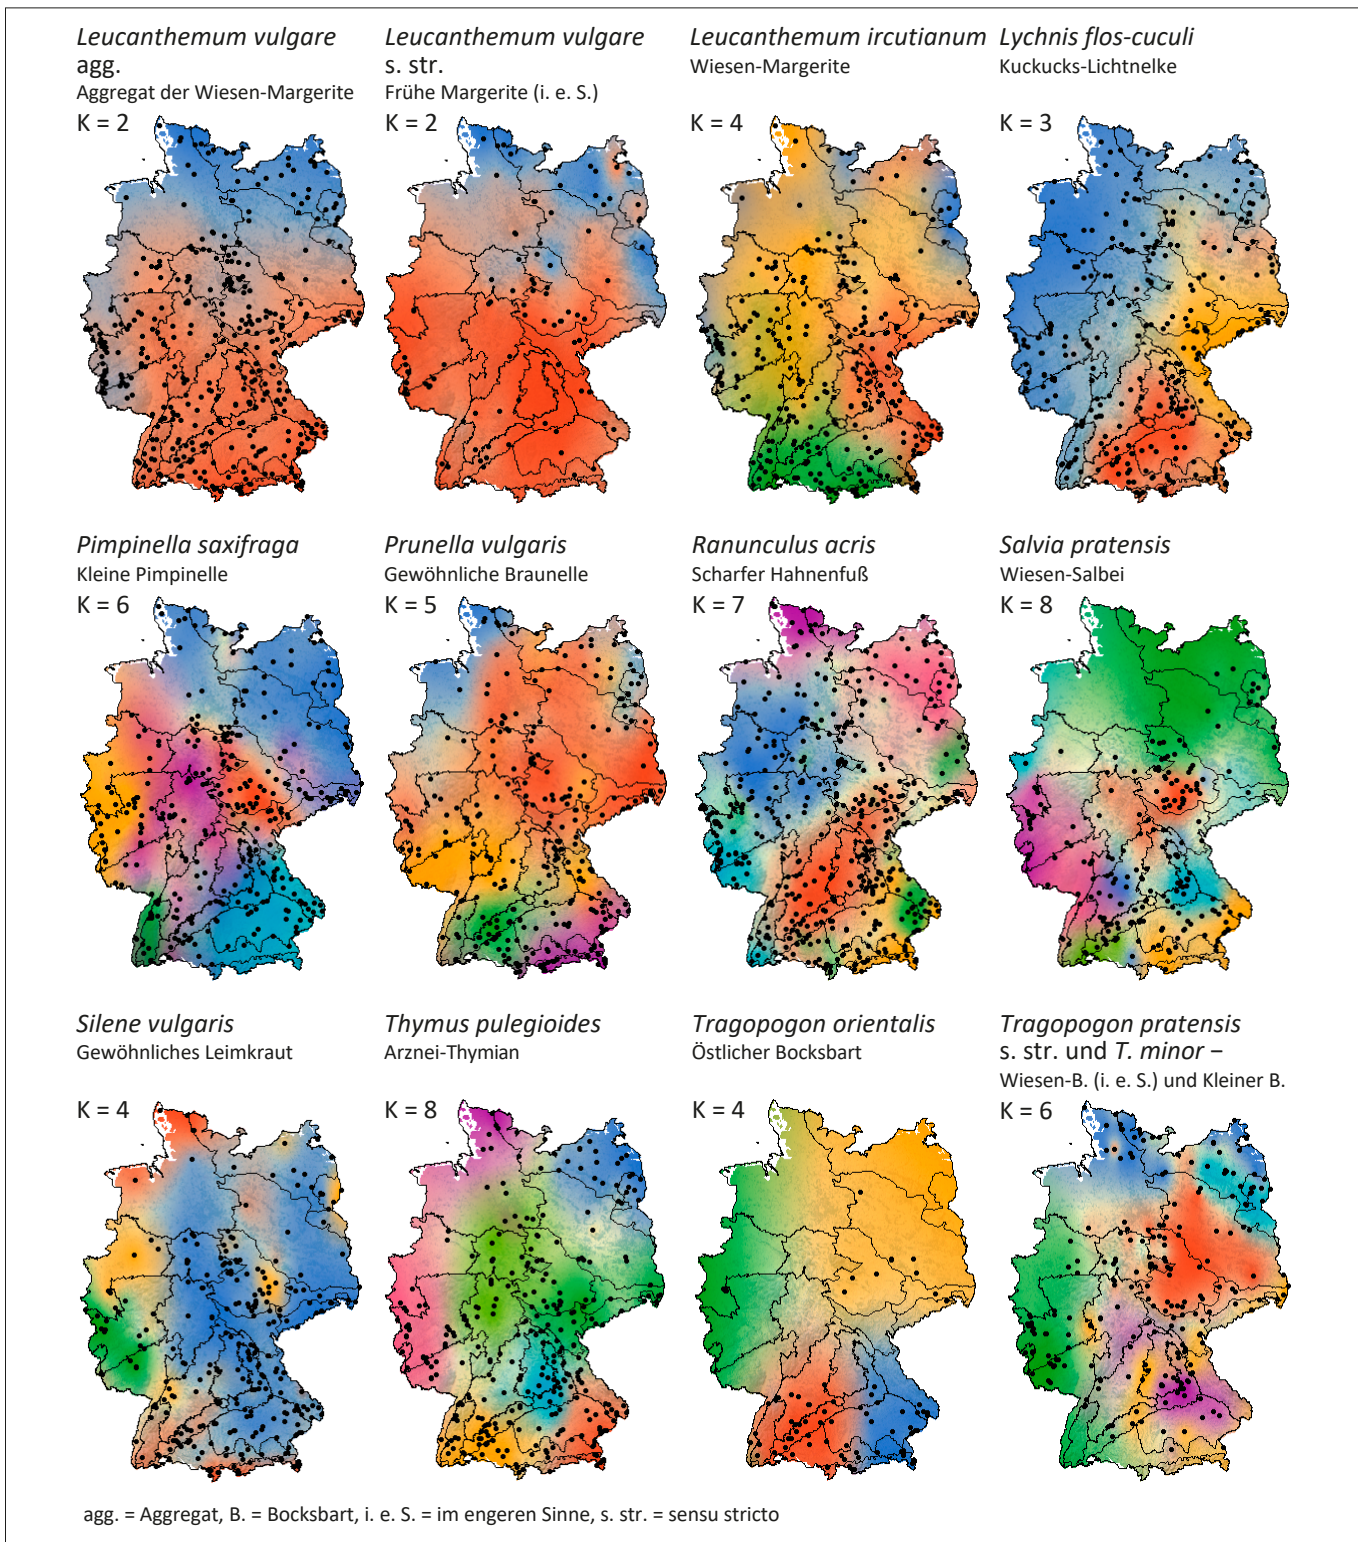 Leucanthemum vulgare
agg.
Aggregat der Wiesen-Margerite
K = 2
Leucanthemum vulgare
s. str.
Frühe Margerite (i. e. S.)
K = 2
Leucanthemum ircutianum
Wiesen-Margerite
K = 4
Lychnis flos-cuculi
Kuckucks-Lichtnelke
K = 3
Pimpinella saxifraga
Kleine Pimpinelle
K = 6
Prunella vulgaris
Gewöhnliche Braunelle
K = 5
Ranunculus acris
Scharfer Hahnenfuß
K = 7
Salvia pratensis
Wiesen-Salbei
K = 8
Silene vulgaris
Gewöhnliches Leimkraut
K = 4
Thymus pulegioides
Arznei-Thymian
K = 8
Tragopogon orientalis
Östlicher Bocksbart
K = 4
Tragopogon pratensis
s. str. und T. minor –
Wiesen-B. (i. e. S.) und Kleiner B.
K = 6
agg. = Aggregat, B. = Bocksbart, i. e. S. = im engeren Sinne, s. str. = sensu stricto